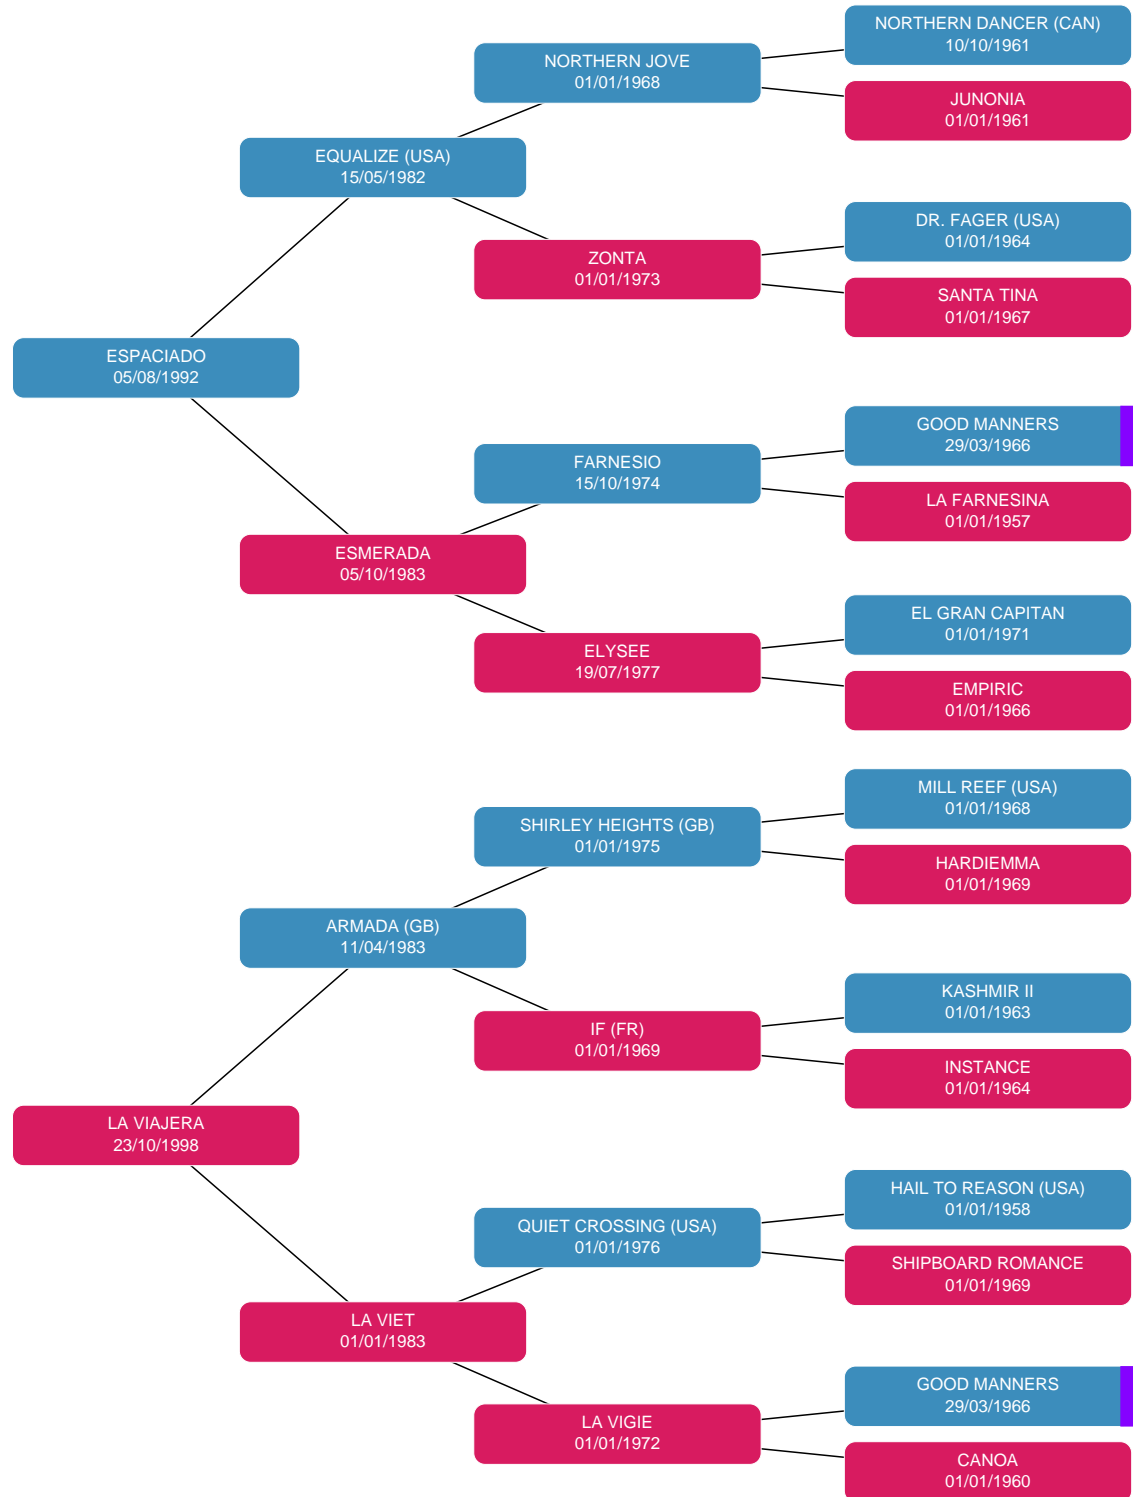 NORTHERN DANCER (CAN)
10/10/1961
NORTHERN JOVE
01/01/1968
JUNONIA
01/01/1961
EQUALIZE (USA)
15/05/1982
DR. FAGER (USA)
01/01/1964
ZONTA
01/01/1973
SANTA TINA
01/01/1967
ESPACIADO
05/08/1992
GOOD MANNERS
29/03/1966
FARNESIO
15/10/1974
LA FARNESINA
01/01/1957
ESMERADA
05/10/1983
EL GRAN CAPITAN
01/01/1971
ELYSEE
19/07/1977
EMPIRIC
01/01/1966
MILL REEF (USA)
01/01/1968
SHIRLEY HEIGHTS (GB)
01/01/1975
HARDIEMMA
01/01/1969
ARMADA (GB)
11/04/1983
KASHMIR II
01/01/1963
IF (FR)
01/01/1969
INSTANCE
01/01/1964
LA VIAJERA
23/10/1998
HAIL TO REASON (USA)
01/01/1958
QUIET CROSSING (USA)
01/01/1976
SHIPBOARD ROMANCE
01/01/1969
LA VIET
01/01/1983
GOOD MANNERS
29/03/1966
LA VIGIE
01/01/1972
CANOA
01/01/1960